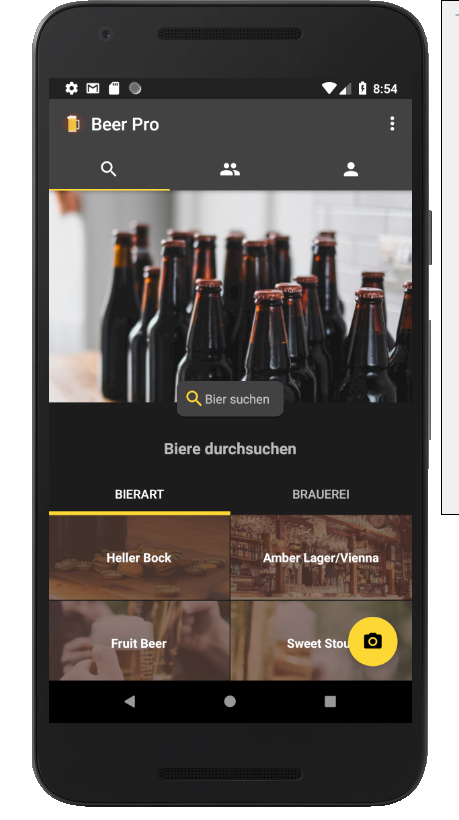 8:54
Beer Pro
Bier suchen
Biere durchsuchen
BIERART
BRAUEREI
Heller Bock
Amber Lager/Vienna
Fruit Beer
Sweet Stou